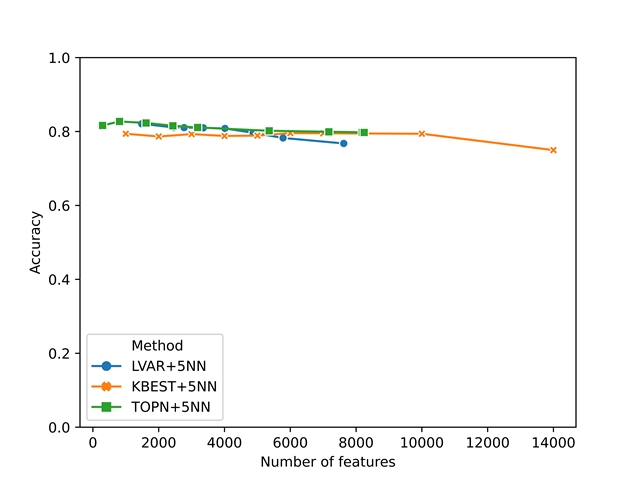 1.0
0.8
0.6
0.4
0.2
0.0
Accuracy
Method
LVAR+5NN
KBEST+5NN
TOPN+5NN
0 2000 4000 6000 8000 10000 12000 14000
Number of features